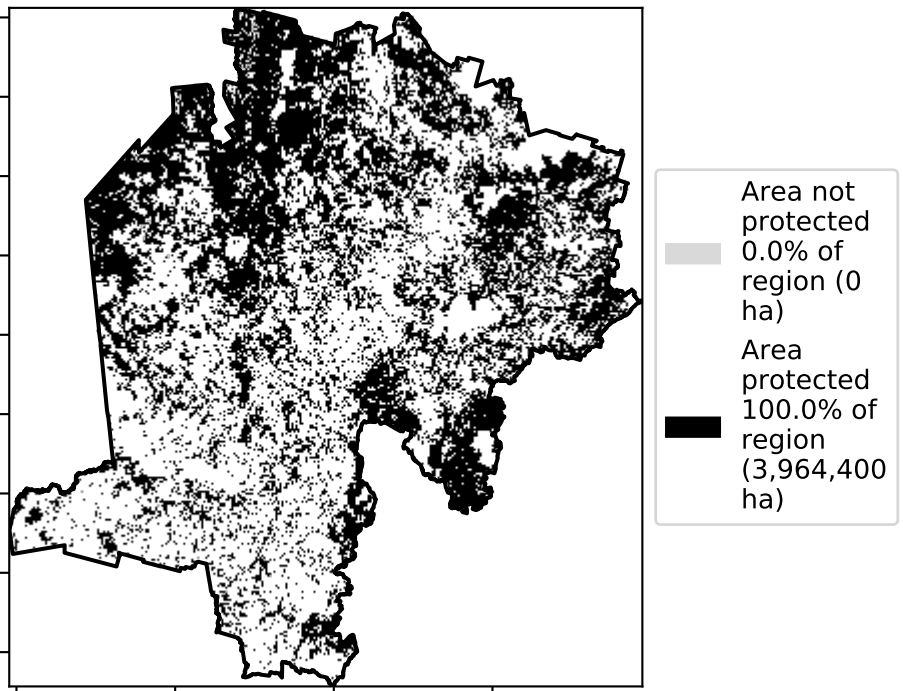 Area not
protected
0.0% of
region (0
ha)
Area
protected
100.0% of
region
(3,964,400
ha)